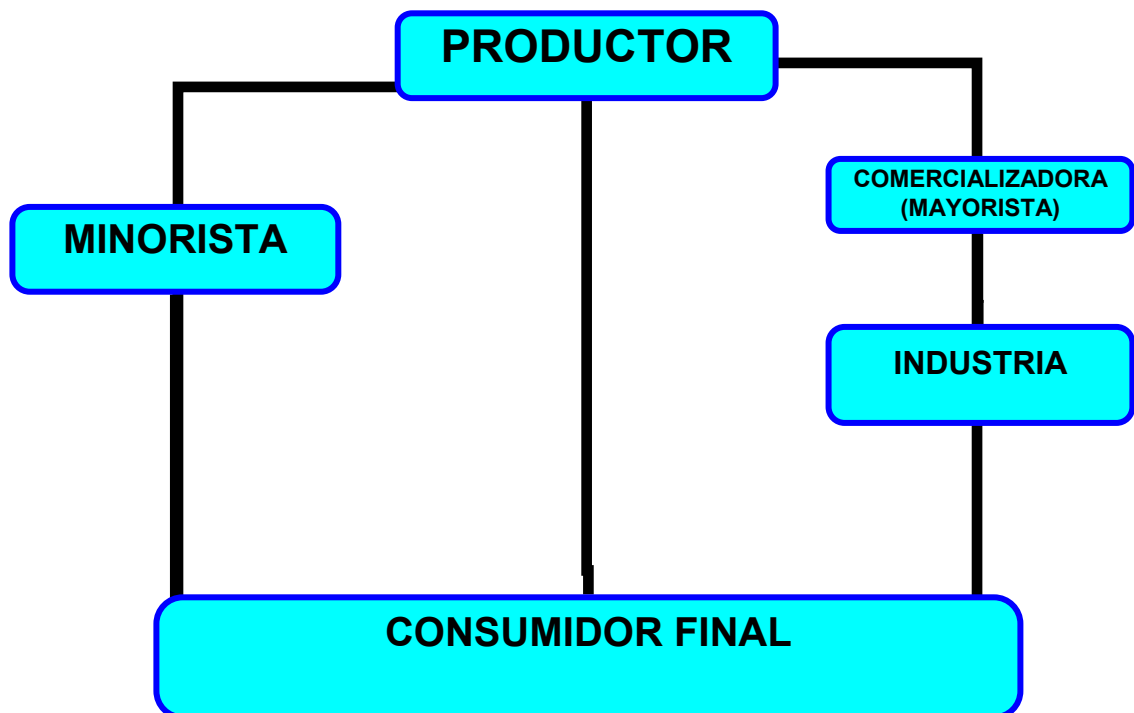 PRODUCTOR
COMERCIALIZADORA
(MAYORISTA)
MINORISTA
INDUSTRIA
CONSUMIDOR FINAL